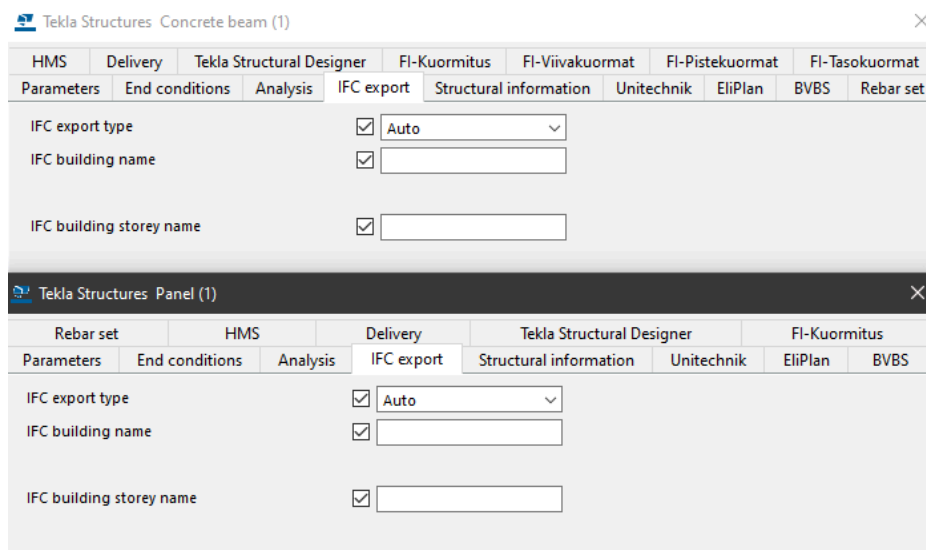 Tekla Structures Concrete beam (1)
HMS Delivery Tekla Structural Designer FI-Kuormitus FI-Viivakuormat FI-Pistekuormat FI-Tasokuormat
Parameters End conditions Analysis IFC export Structural information Unitechnik EliPlan BVBS Rebar set
IFC export type Auto
IFC building name
IFC building storey name
Tekla Structures Panel (1)
Rebar set HMS Delivery Tekla Structural Designer FI-Kuormitus
Parameters End conditions Analysis IFC export Structural information Unitechnik EliPlan BVBS
IFC export type Auto
IFC building name
IFC building storey name